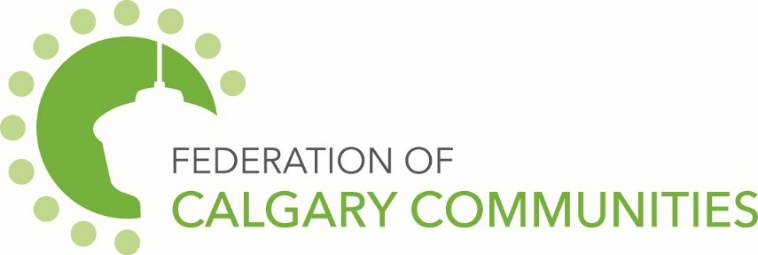 FEDERATION OF
CALGARY COMMUNITIES